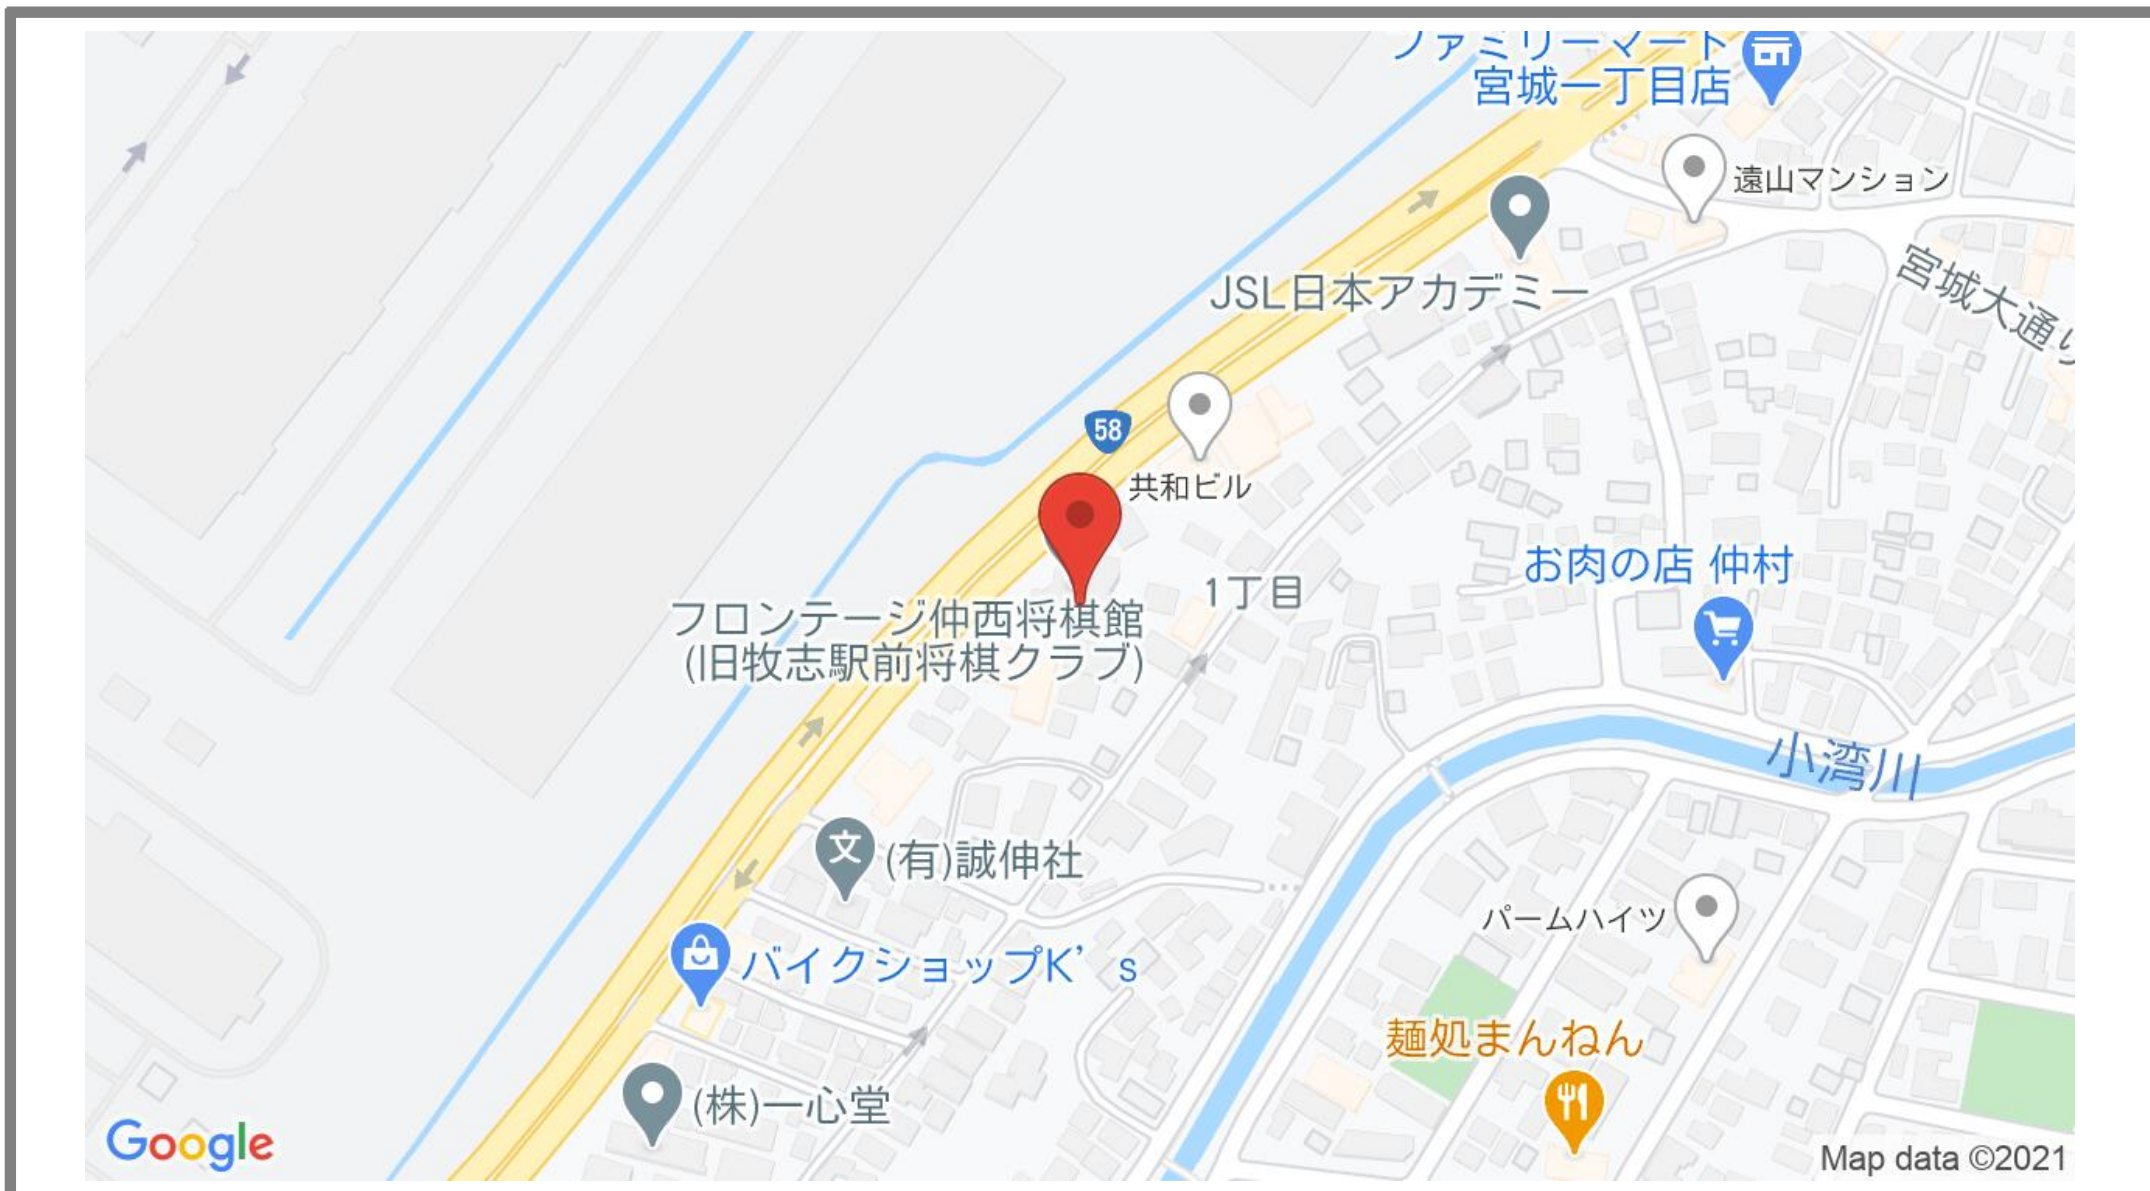 ファミリーマート
宮城一丁目店
遠山マンション
JSL日本アカデミー
宮城大通り
58
共和ビル
お肉の店 仲村
1丁目
フロンテージ仲西将棋館
(旧牧志駅前将棋クラブ)
小湾川
文
(有)誠伸社
パームハイツ
バイクショップK’s
麺処まんねん
(株)一心堂
Google
Map data ©2021